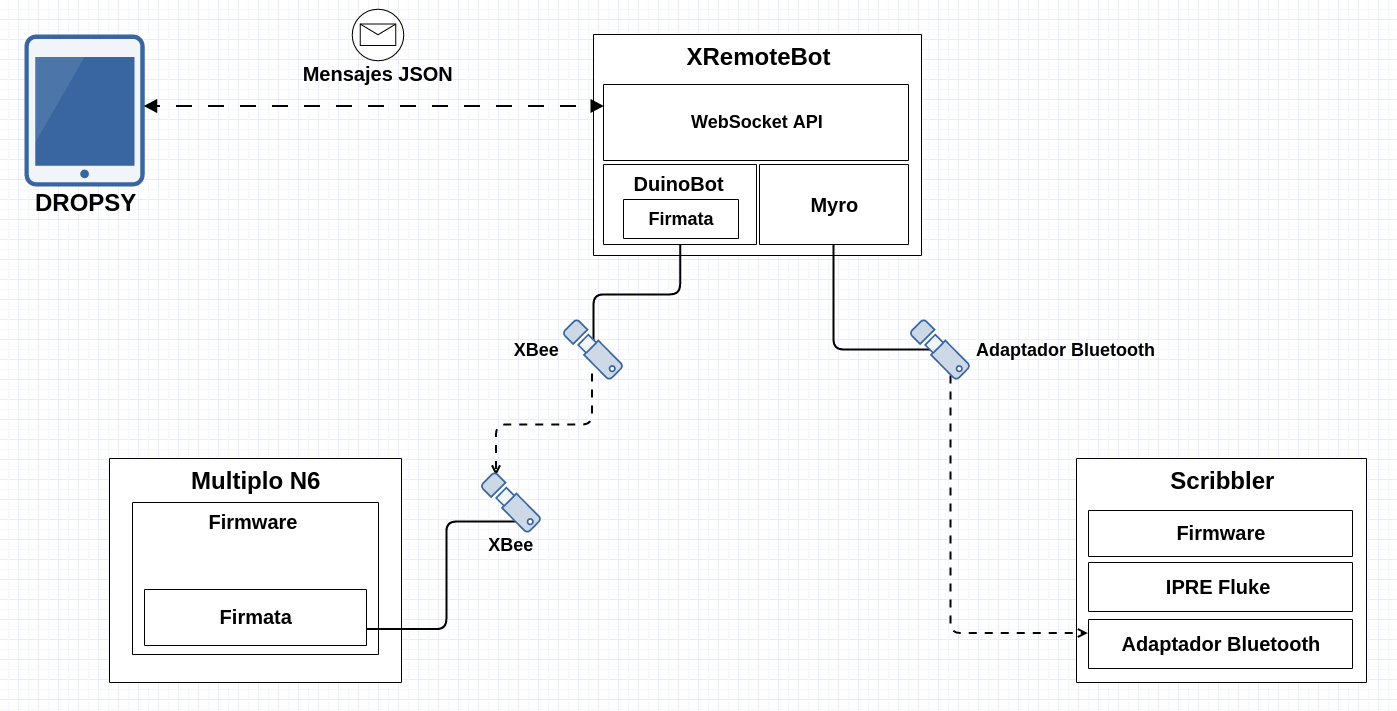 Mensajes JSON
DROPSY
XRemoteBot
WebSocket API
DuinoBot
Firmata
Myro
XBee
Adaptador Bluetooth
XBee
Multiplo N6
Firmware
Firmata
Scribbler
Firmware
IPRE Fluke
Adaptador Bluetooth